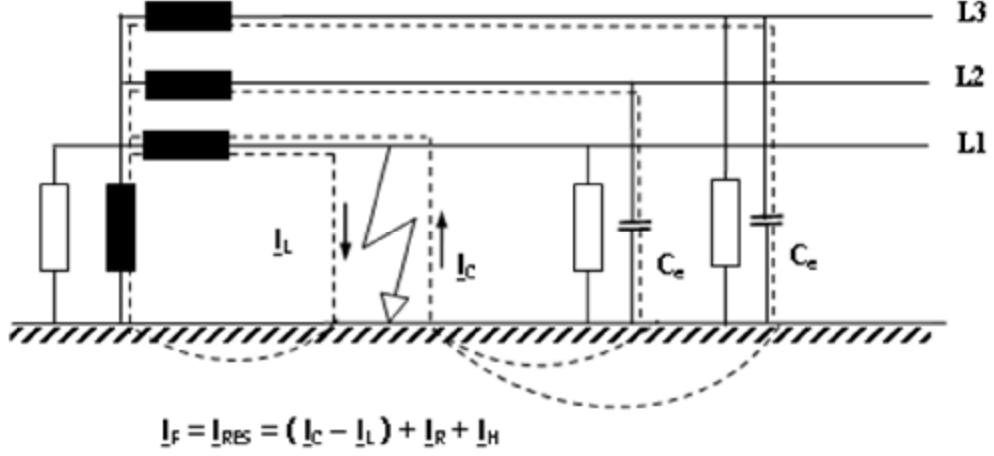 L3
L2
L1
I_L
I_C
C_e
C_e
I_F = I_RES = ( I_C – I_L ) + I_R + I_H